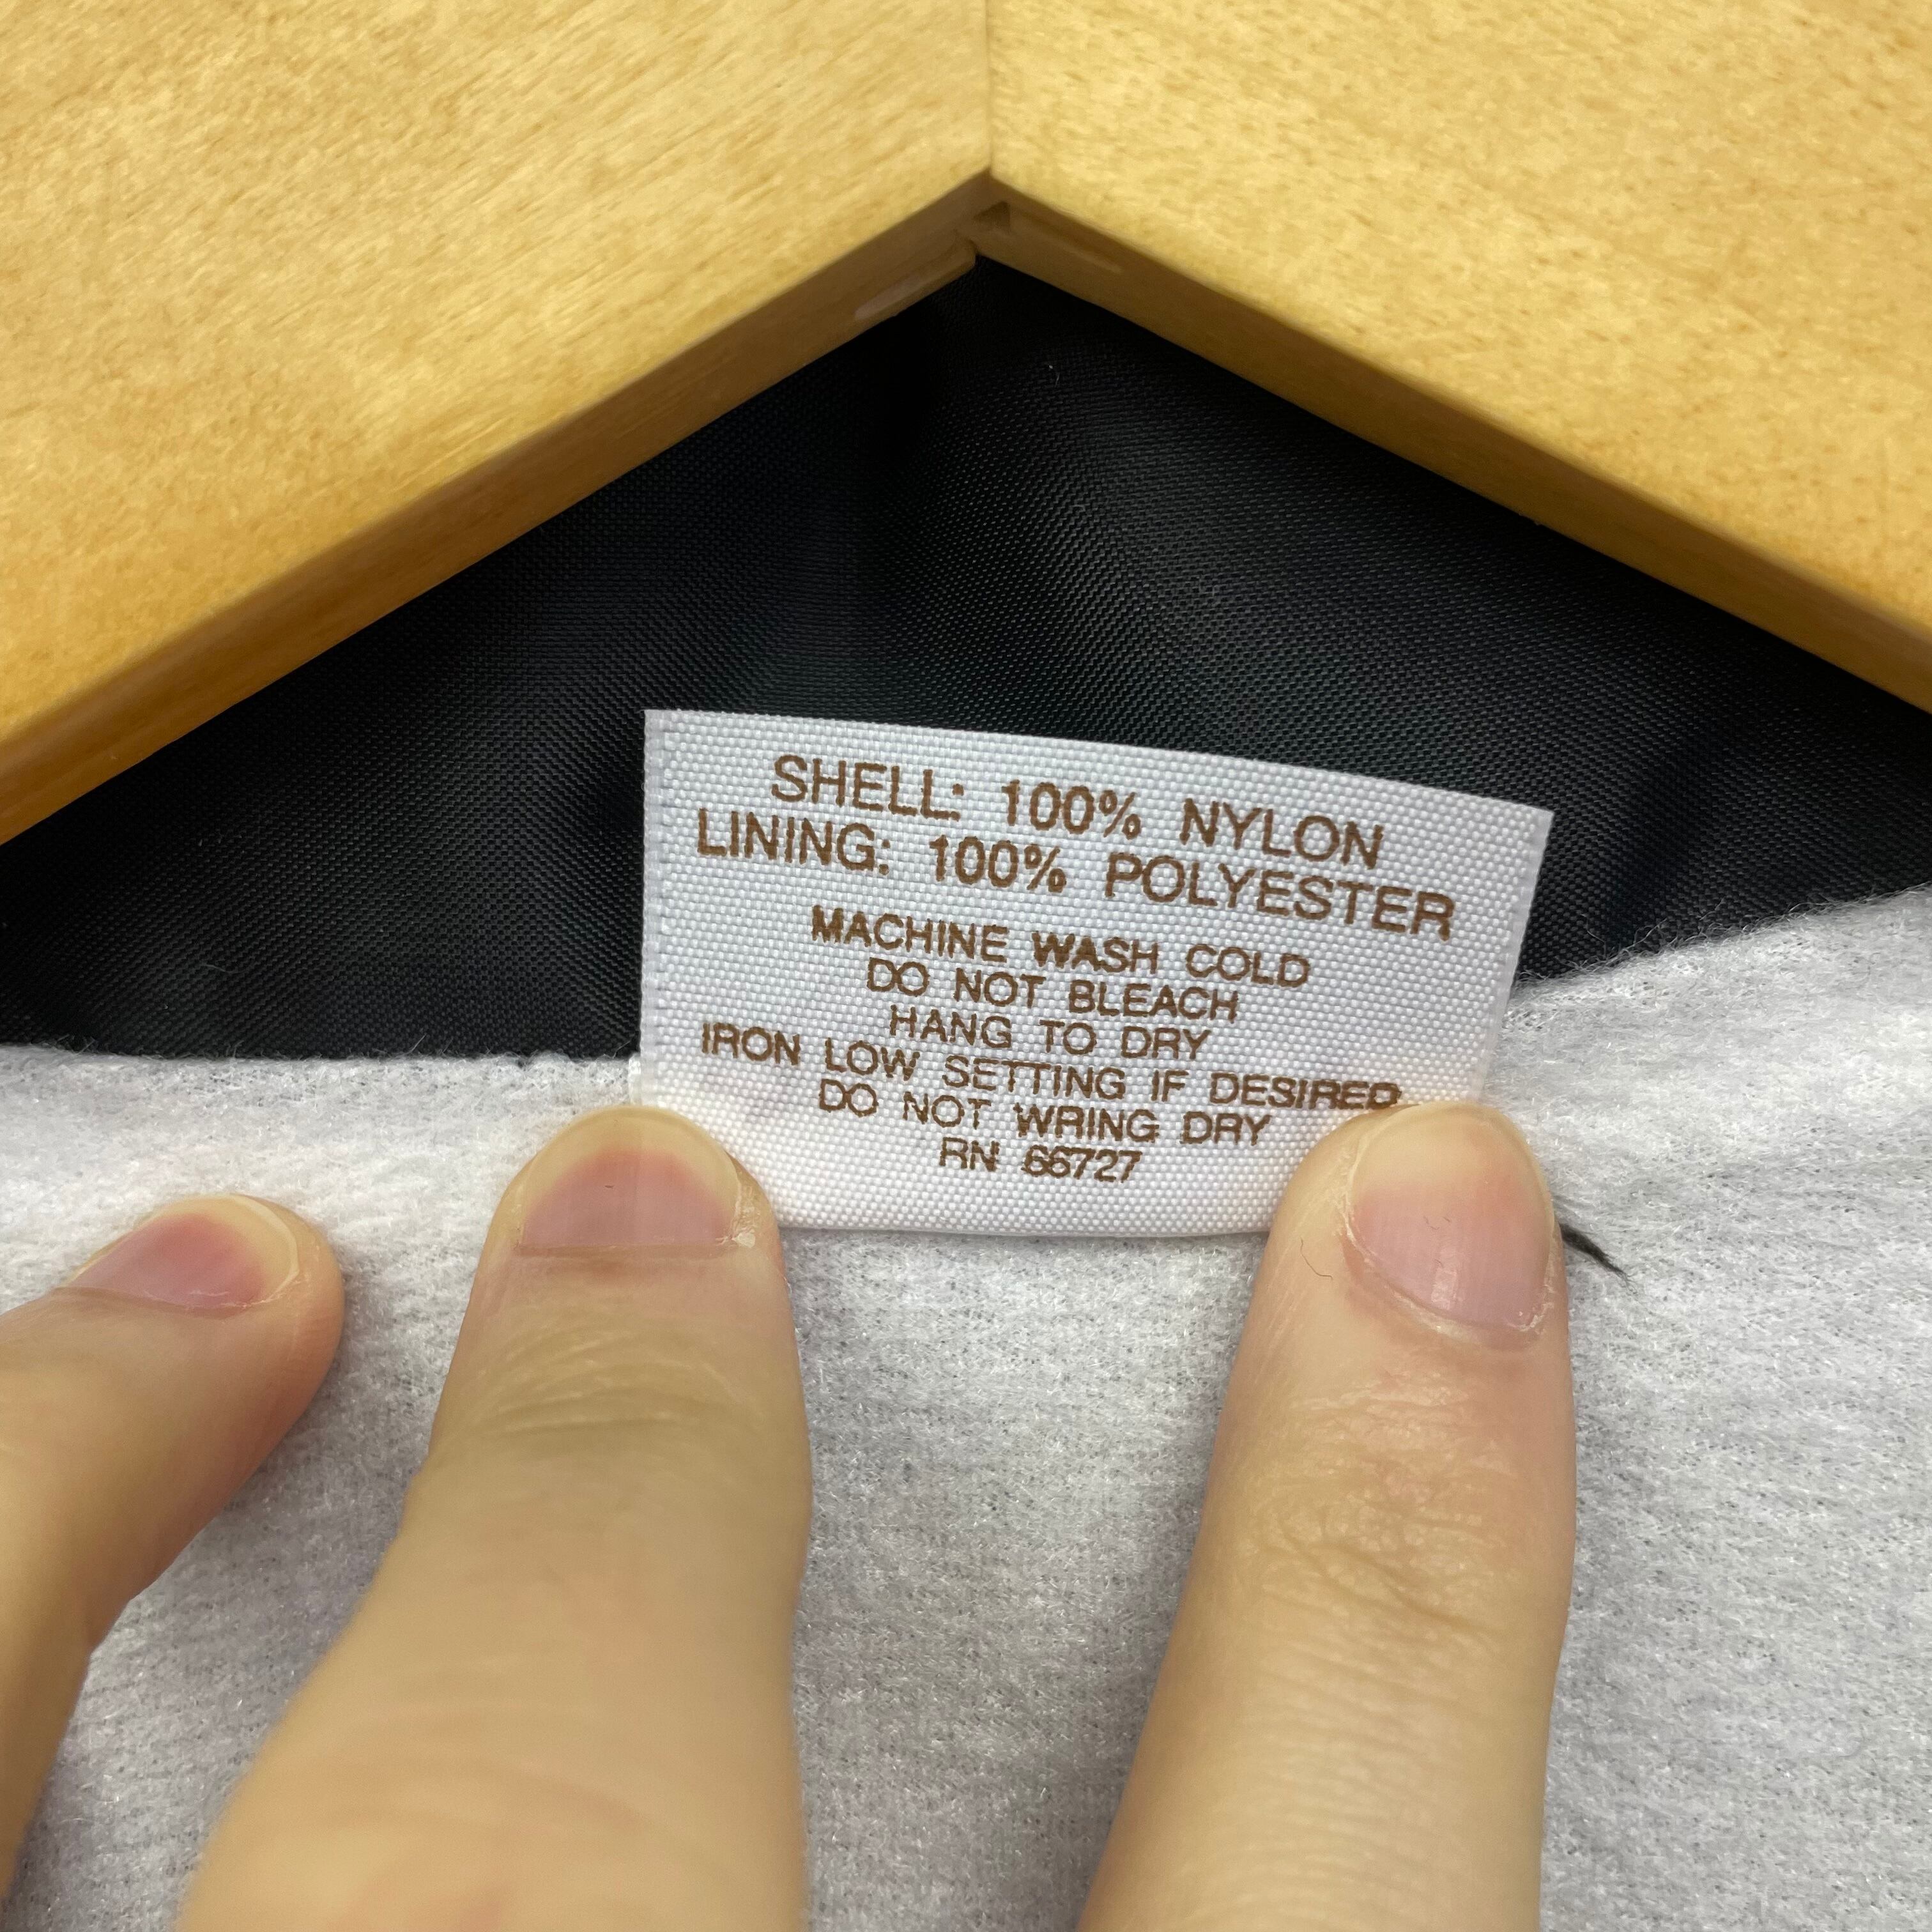 SHELL: 100% NYLON
LINING: 100% POLYESTER
MACHINE WASH COLD
DO NOT BLEACH
HANG TO DRY
IRON LOW SETTING IF DESIRED
DO NOT WRING DRY
RN 66727